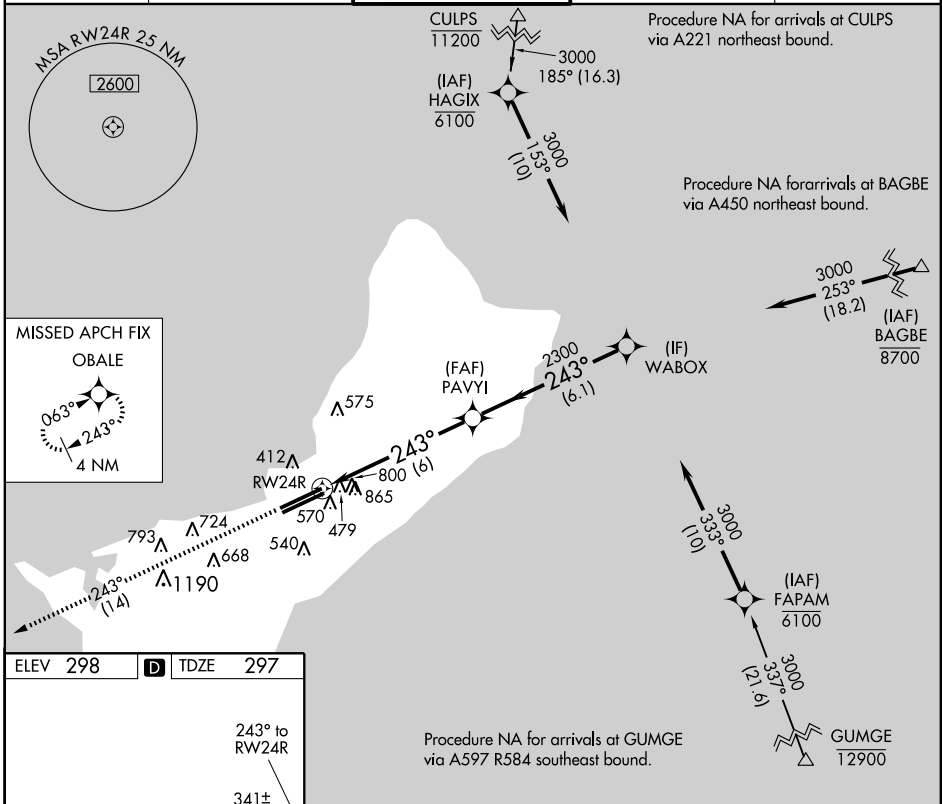 MSA RW24R 25 NM
2600
CULPS
11200
3000
185° (16.3)
(IAF)
HAGIX
6100
3000
153°
(10)
Procedure NA for arrivals at CULPS
via A221 northeast bound.
Procedure NA forarrivals at BAGBE
via A450 northeast bound.
3000
253°
(18.2)
(IAF)
BAGBE
8700
MISSED APCH FIX
OBALE
063°
243°
4 NM
(IF)
WABOX
2300
243°
(6.1)
(FAF)
PAVYI
243°
(6)
575
412
RW24R
800
865
570
479
540
724
793
668
1190
243°
(14)
3000
333°
(10)
(IAF)
FAPAM
6100
3000
337°
(21.6)
GUMGE
12900
Procedure NA for arrivals at GUMGE
via A597 R584 southeast bound.
ELEV 298 D TDZE 297
243° to
RW24R
341±